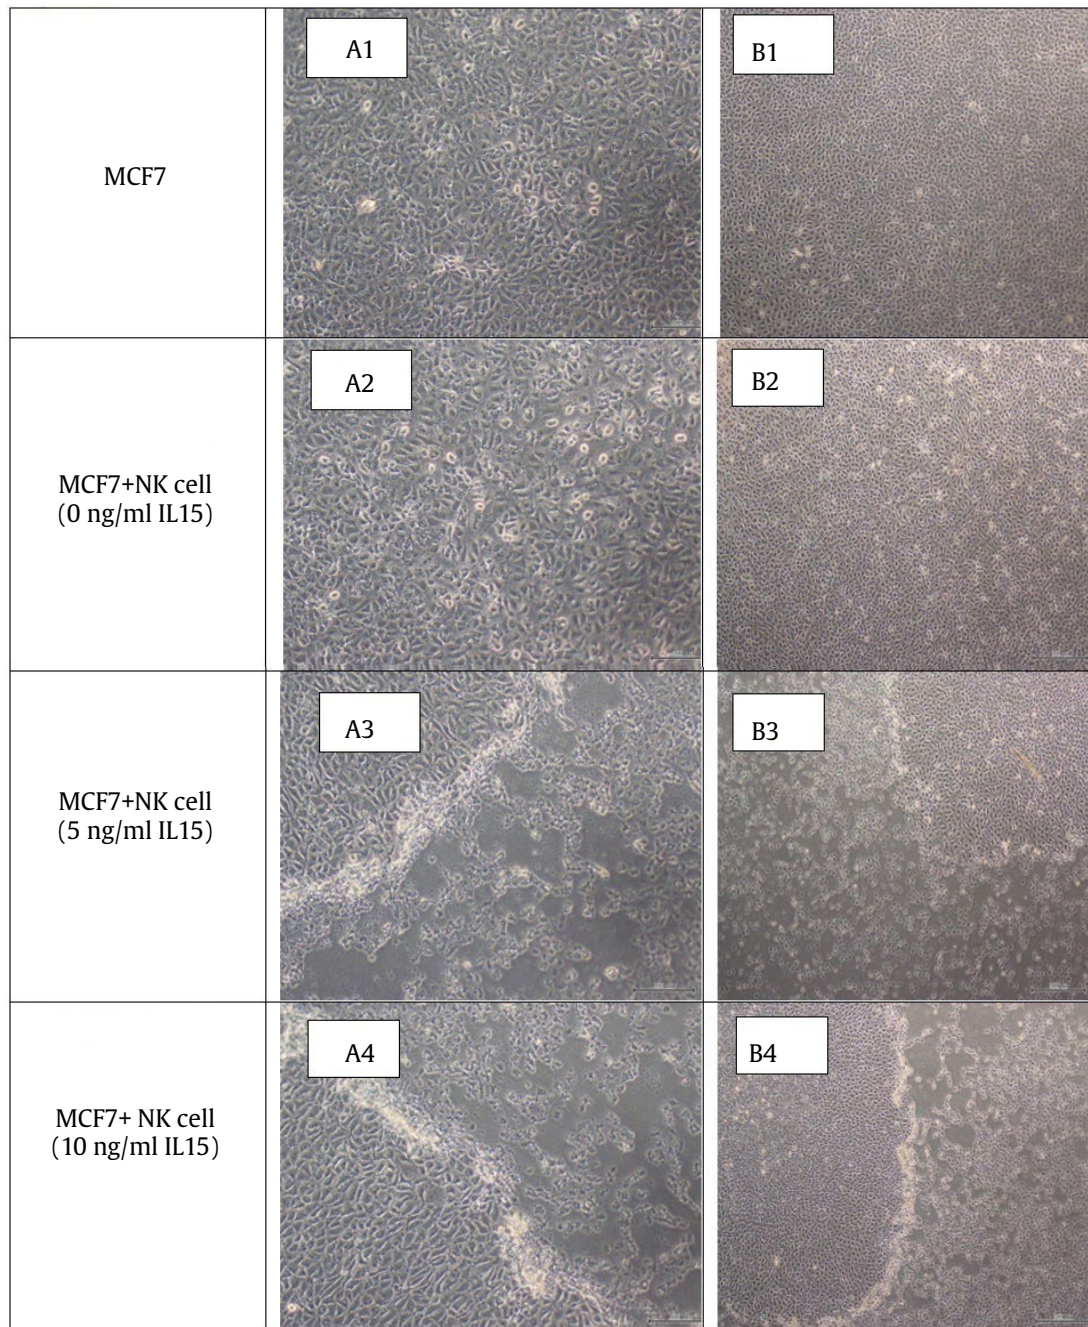 MCF7
A1
B1
MCF7+NK cell
(0 ng/ml IL15)
A2
B2
MCF7+NK cell
(5 ng/ml IL15)
A3
B3
MCF7+ NK cell
(10 ng/ml IL15)
A4
B4